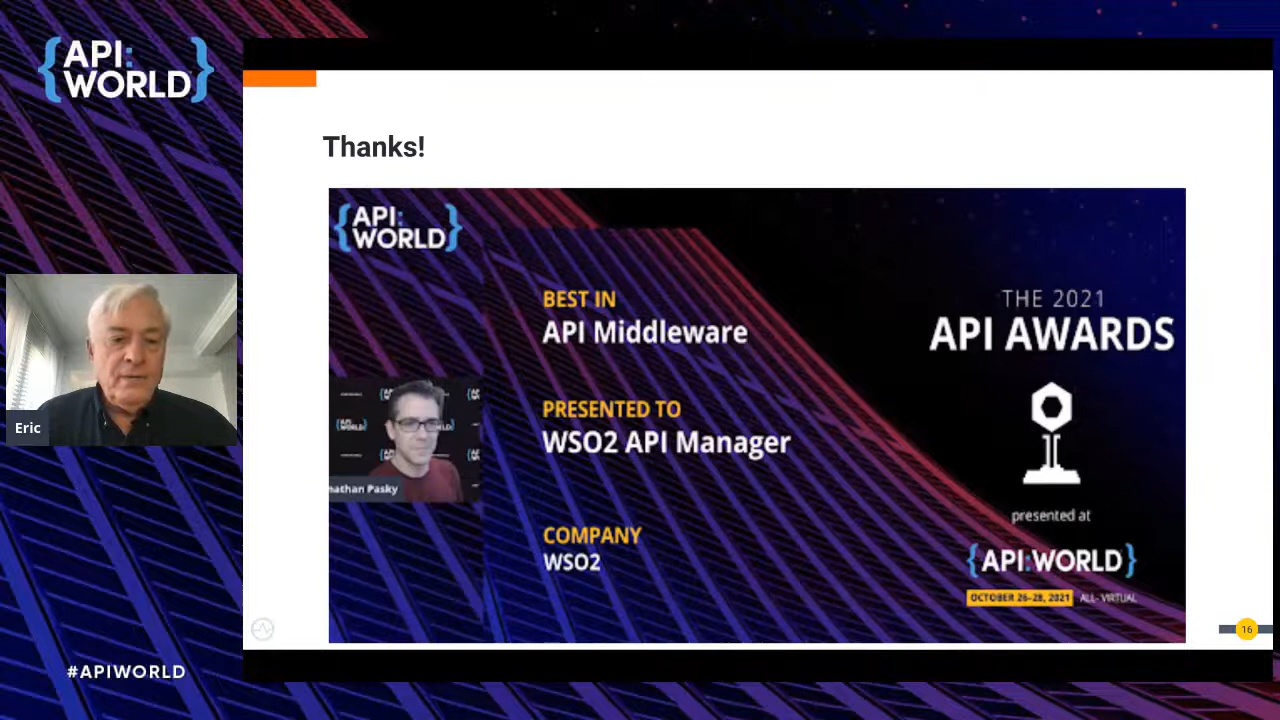 {API:
WORLD}
Thanks!
{API:
WORLD}
BEST IN
API Middleware
PRESENTED TO
WSO2 API Manager
COMPANY
WSO2
THE 2021
API AWARDS
presented at
{API:WORLD}
OCTOBER 26-28, 2021 ALL- VIRTUAL
nathan Pasky
Eric
16
#APIWORLD